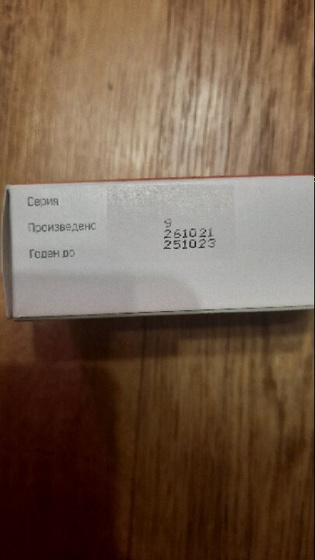 Серия
Произведено
9
261021
251023
Годен до